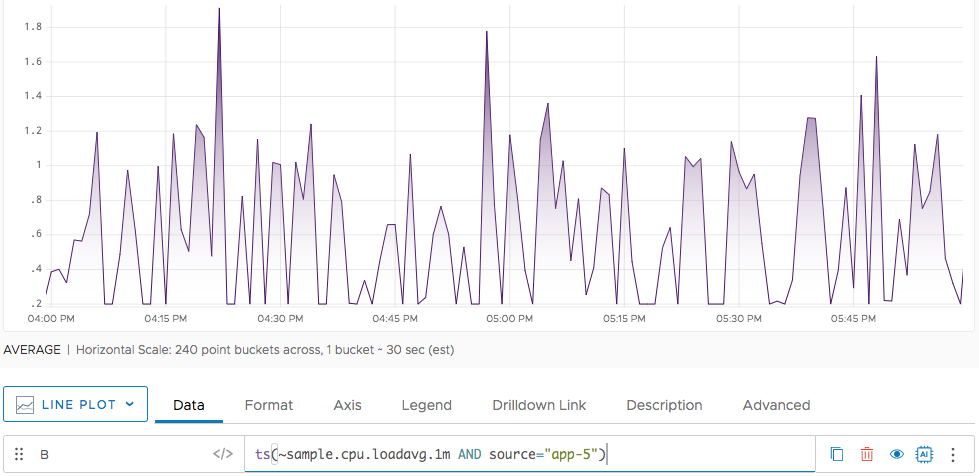 1.8
1.6
1.4
1.2
1
.8
.6
.4
.2
04:00 PM 04:15 PM 04:30 PM 04:45 PM 05:00 PM 05:15 PM 05:30 PM 05:45 PM
AVERAGE | Horizontal Scale: 240 point buckets across, 1 bucket ~ 30 sec (est)
LINE PLOT Data Format Axis Legend Drilldown Link Description Advanced
B </> ts(~sample.cpu.loadavg.1m AND source="app-5") AI